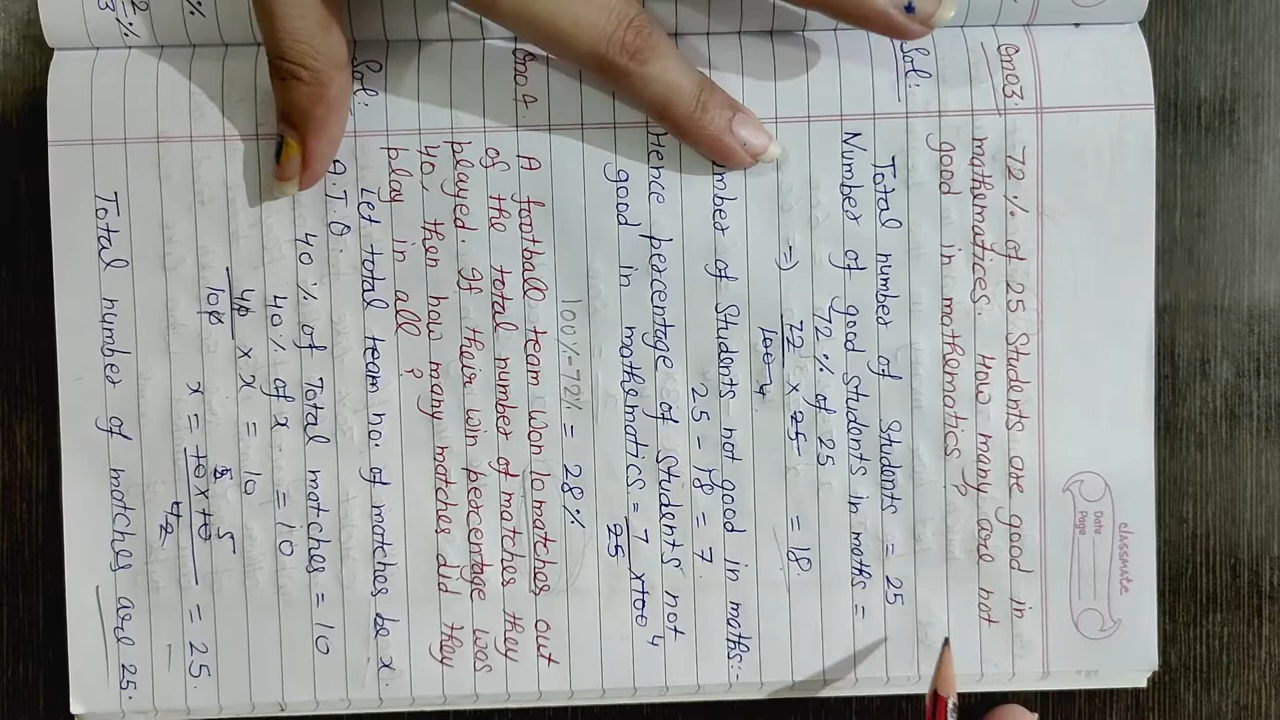 classmate
Date
Page
Qno3. 72% of 25 Students are good in
mathematices. How many are not
good in mathematics ?
Sol:
Total number of Students = 25
Number of good Students in maths =
72% of 25
=) 72/100 4 × 25 = 18.
mber of Students not good in maths:-
25 - 18 = 7
Hence percentage of Students not
good in mathematics = 7/25 × 100 4
100%-72% = 28%
Qno4. A football team won 10 matches out
of the total number of matches they
played. If their win percentage was
40, then how many matches did they
play in all ?
Sol: Let total team no. of matches be x.
A.T.Q.
40% of Total matches = 10
40% of x = 10
40/100 × x = 10
x = 10 × 10 5/4 2 = 25.
Total number of matches are 25.